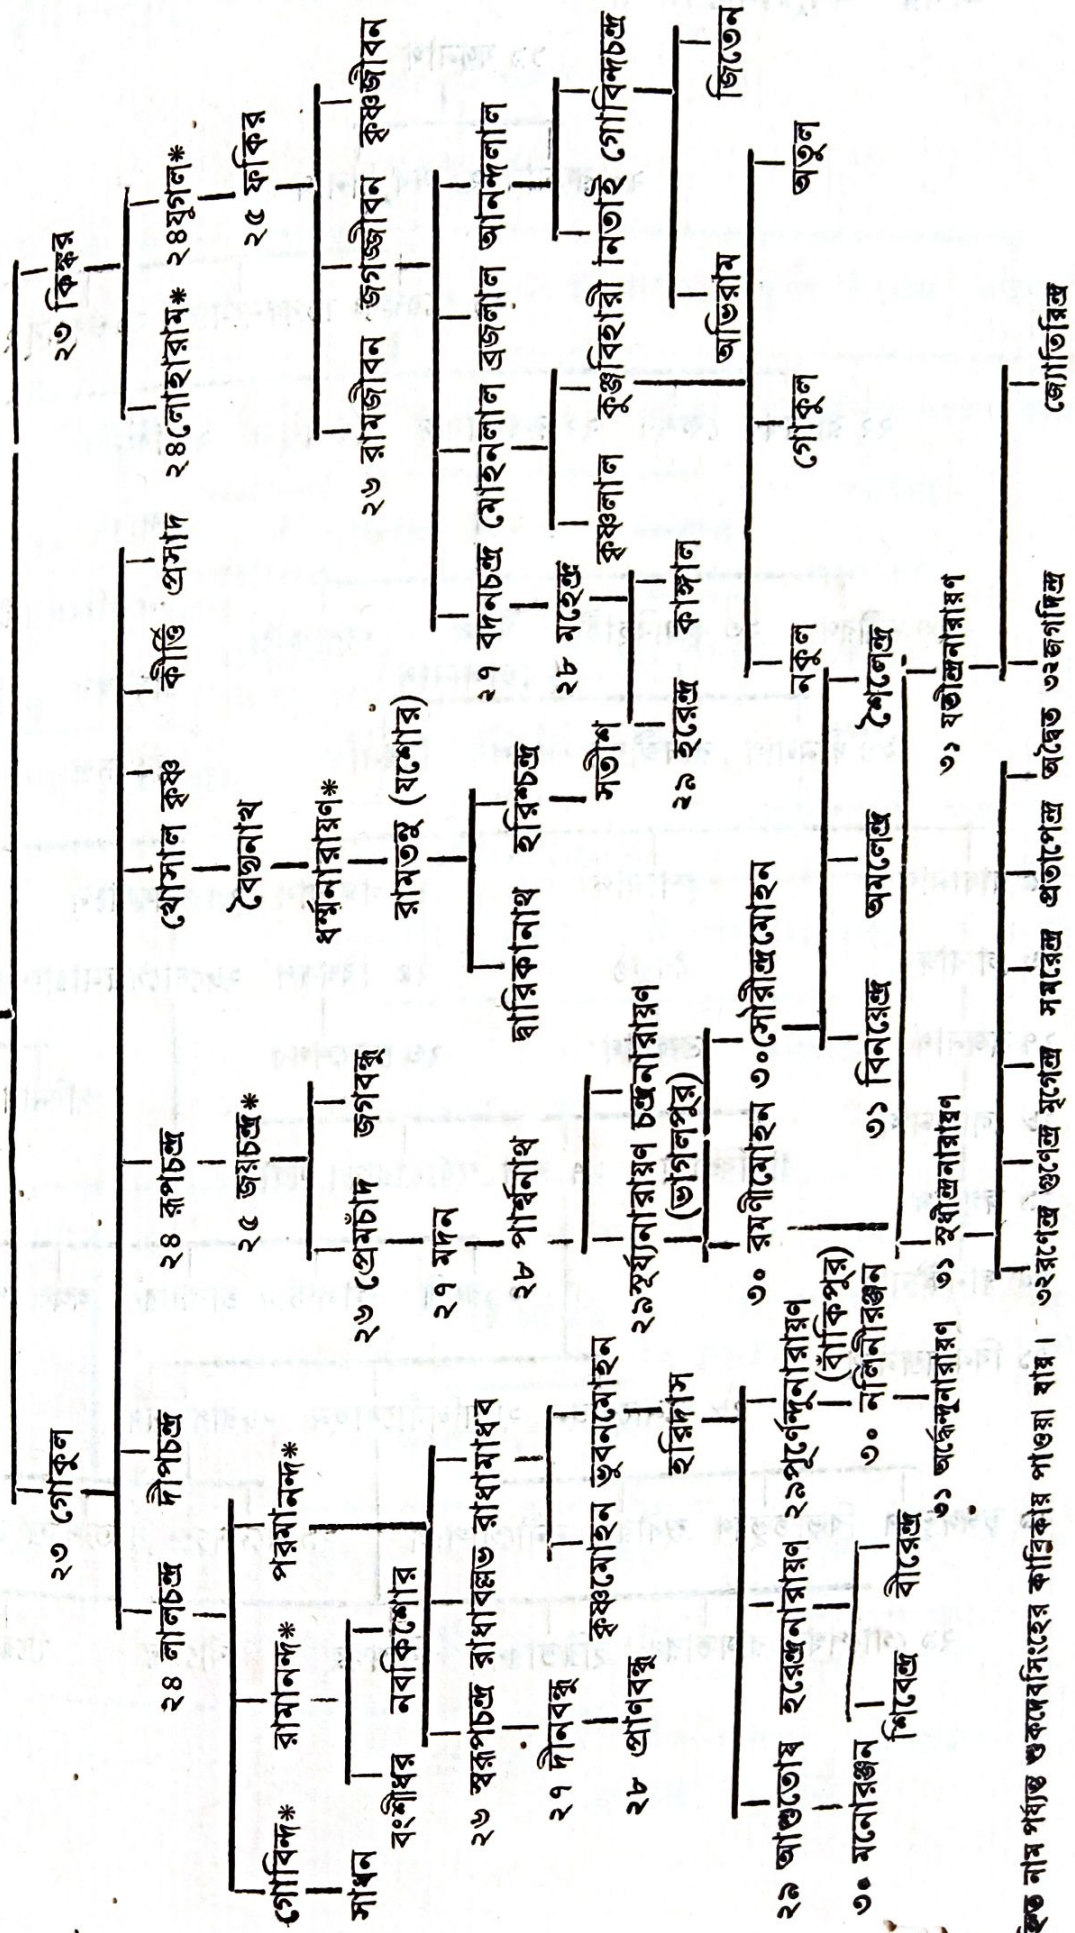 ২৩ গোকুল ২৩ কিঙ্কর
২৪ লালচন্দ্র দীপচন্দ্র ২৪ রূপচন্দ্র খোসাল কৃষ্ণ কীর্ত্তি প্রসাদ ২৪লোহারাম* ২৪যুগল*
গোবিন্দ* রামানন্দ* পরমানন্দ* ২৫ জয়চন্দ্র* বৈদ্যনাথ ২৫ ফকির
সাধন বংশীধর নবকিশোর ২৬ প্রেমচাঁদ জগবন্ধু ধর্ম্মনারায়ণ* ২৬ রামজীবন জগজ্জীবন কৃষ্ণজীবন
২৬ স্বরূপচন্দ্র রাধাবল্লভ রাধামাধব ২৭ মদন রামতনু (যশোর) ২৭ বদনচন্দ্র মোহনলাল ব্রজলাল আনন্দলাল
২৭ দীনবন্ধু কৃষ্ণমোহন ভুবনমোহন ২৮ পার্শ্বনাথ দ্বারিকানাথ হরিশ্চন্দ্র ২৮ মহেন্দ্র কৃষ্ণলাল কুঞ্জবিহারী নিতাই গোবিন্দচন্দ্র
২৮ প্রাণবন্ধু হরিদাস ২৯সূর্য্যনারায়ণ চন্দ্রনারায়ণ সতীশ ২৯ হরেন্দ্র কাঙ্গাল অভিরাম জিতেন
(ভাগলপুর)
২৯ আশুতোষ হরেন্দ্রনারায়ণ ২৯পূর্ণেন্দুনারায়ণ ৩০ রমণীমোহন ৩০সৌরীন্দ্রমোহন নকুল গোকুল অতুল
(বাঁকিপুর)
৩০ মনোরঞ্জন শিবেন্দ্র বীরেন্দ্র ৩০ নলিনীরঞ্জন ৩১ বিনয়েন্দ্র অমলেন্দ্র শৈলেন্দ্র
৩১ অর্দ্ধেন্দুনারায়ণ ৩১ সুধীন্দ্রনারায়ণ ৩১ যতীন্দ্রনারায়ণ
নাম পর্য্যন্ত শুকদেবসিংহের কারিকায় পাওয়া যায়। ৩২রণেন্দ্র গুণেন্দ্র মৃগেন্দ্র সমরেন্দ্র প্রতাপেন্দ্র অদ্বৈত ৩২জগদিন্দ্র জ্যোতিরিন্দ্র